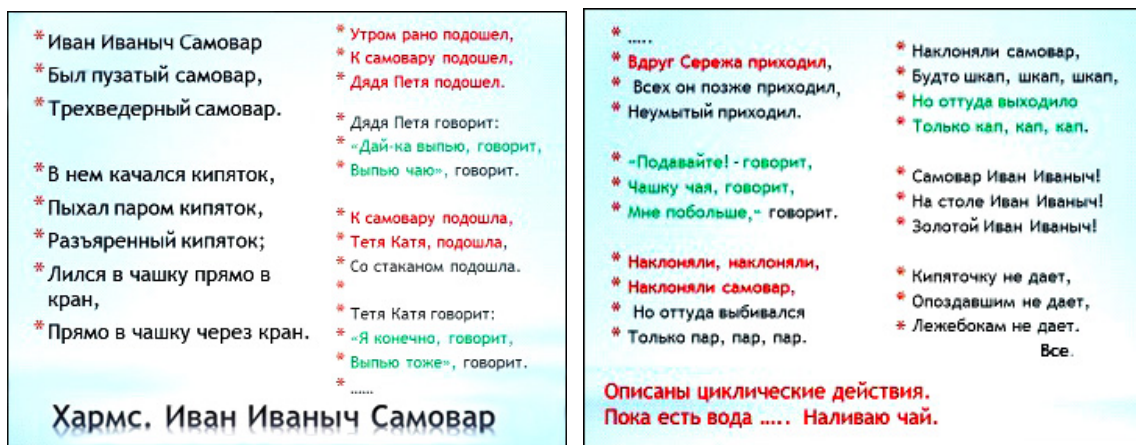 * Иван Иваныч Самовар
* Был пузатый самовар,
* Трехведерный самовар.
* В нем качался кипяток,
* Пыхал паром кипяток,
* Разъяренный кипяток;
* Лился в чашку прямо в
кран,
* Прямо в чашку через кран.
* Утром рано подошел,
* К самовару подошел,
* Дядя Петя подошел.
* Дядя Петя говорит:
* «Дай-ка выпью, говорит,
* Выпью чаю», говорит.
* К самовару подошла,
* Тетя Катя, подошла,
* Со стаканом подошла.
*
* Тетя Катя говорит:
* «Я конечно, говорит,
* Выпью тоже», говорит.
* ......
Хармс. Иван Иваныч Самовар
* .....
* Вдруг Сережа приходил,
* Всех он позже приходил,
* Неумытый приходил.
* «Подавайте! - говорит,
* Чашку чая, говорит,
* Мне побольше,» говорит.
* Наклоняли, наклоняли,
* Наклоняли самовар,
* Но оттуда выбивался
* Только пар, пар, пар.
* Наклоняли самовар,
* Будто шкап, шкап, шкап,
* Но оттуда выходило
* Только кап, кап, кап.
* Самовар Иван Иваныч!
* На столе Иван Иваныч!
* Золотой Иван Иваныч!
* Кипяточку не дает,
* Опоздавшим не дает,
* Лежебокам не дает.
Все.
Описаны циклические действия.
Пока есть вода ..... Наливаю чай.